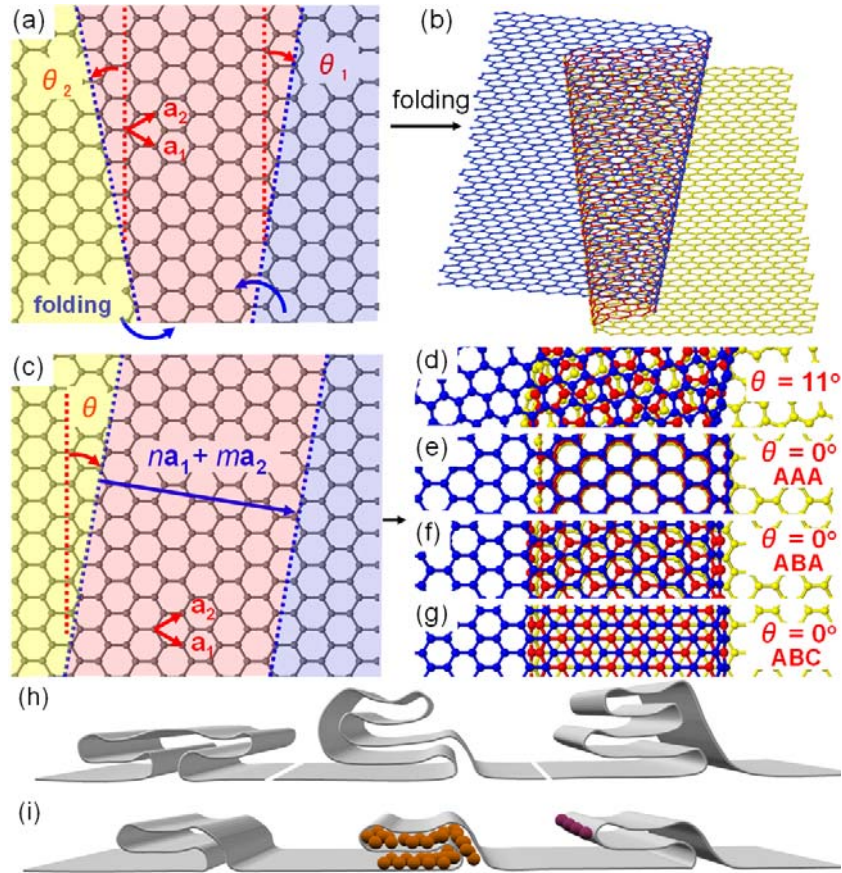 (a)
θ2
θ1
a2
a1
folding
(b)
folding
(c)
θ
na1 + ma2
a2
a1
(d)
θ = 11°
(e)
θ = 0°
AAA
(f)
θ = 0°
ABA
(g)
θ = 0°
ABC
(h)
(i)